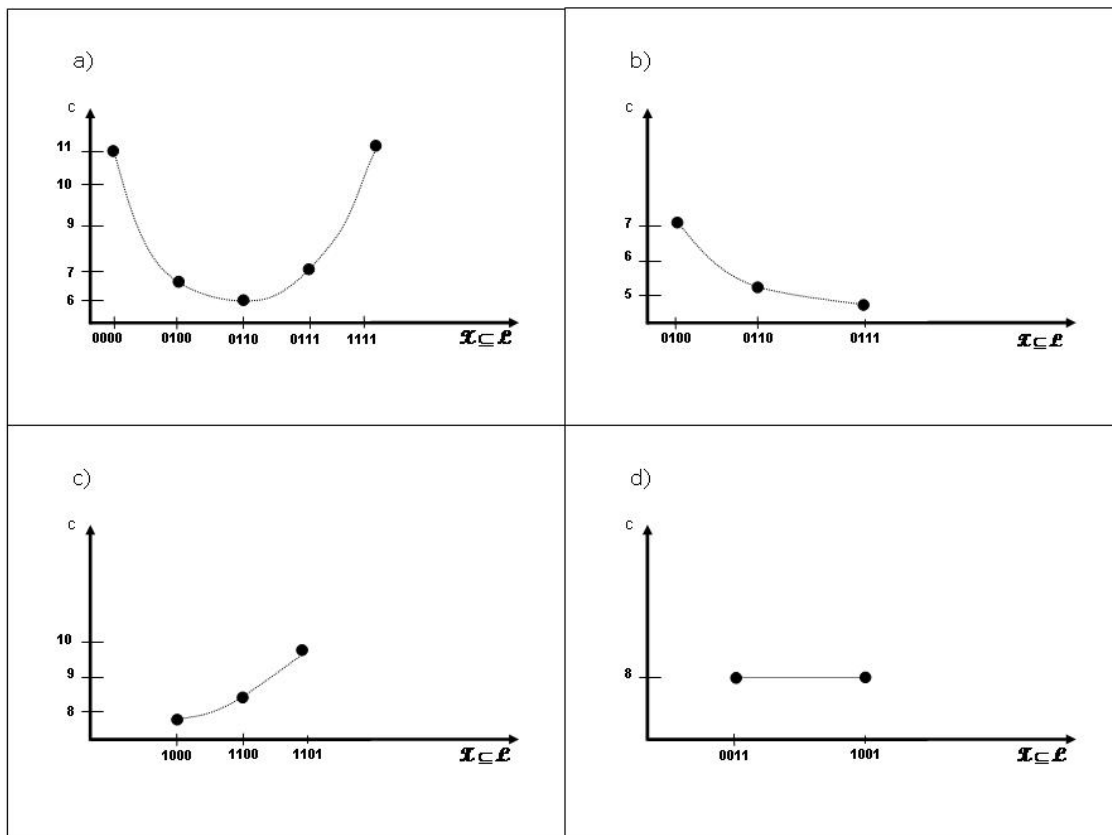 a)
c
11
10
9
7
6
0000 0100 0110 0111 1111 𝓧 ⊆ 𝓛
b)
c
7
6
5
0100 0110 0111 𝓧 ⊆ 𝓛
c)
c
10
9
8
1000 1100 1101 𝓧 ⊆ 𝓛
d)
c
8
0011 1001 𝓧 ⊆ 𝓛